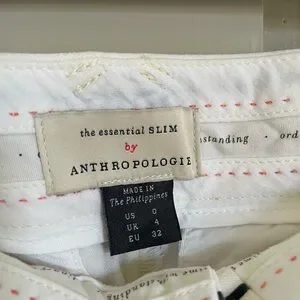 the essential SLIM
by
ANTHROPOLOGIE
standing · ord
MADE IN
The Philippines
US 0
UK 4
EU 32